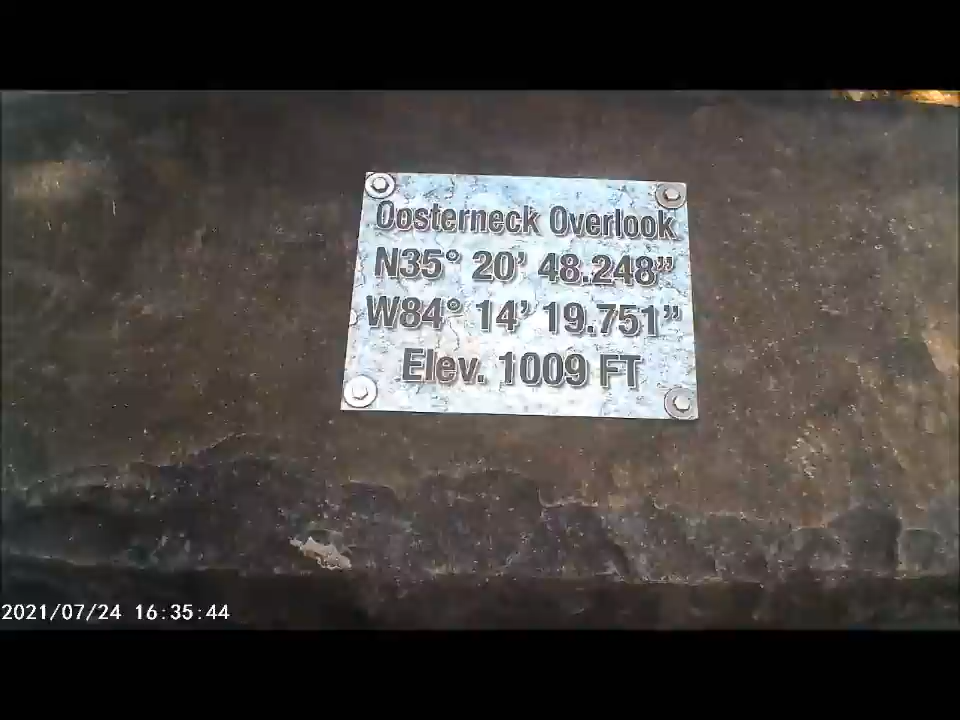 Oosterneck Overlook
N35° 20’ 48.248”
W84° 14’ 19.751”
Elev. 1009 FT
2021/07/24 16:35:44